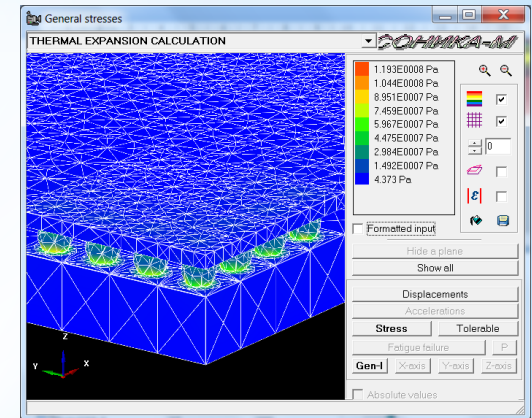 General stresses
THERMAL EXPANSION CALCULATION
1.193E0008 Pa
1.044E0008 Pa
8.951E0007 Pa
7.459E0007 Pa
5.967E0007 Pa
4.475E0007 Pa
2.984E0007 Pa
1.492E0007 Pa
4.373 Pa
0
ε
Formatted input
Hide a plane
Show all
Displacements
Accelerations
Stress Tolerable
Fatigue failure P
Gen-l X-axis Y-axis Z-axis
Absolute values
Z
Y X